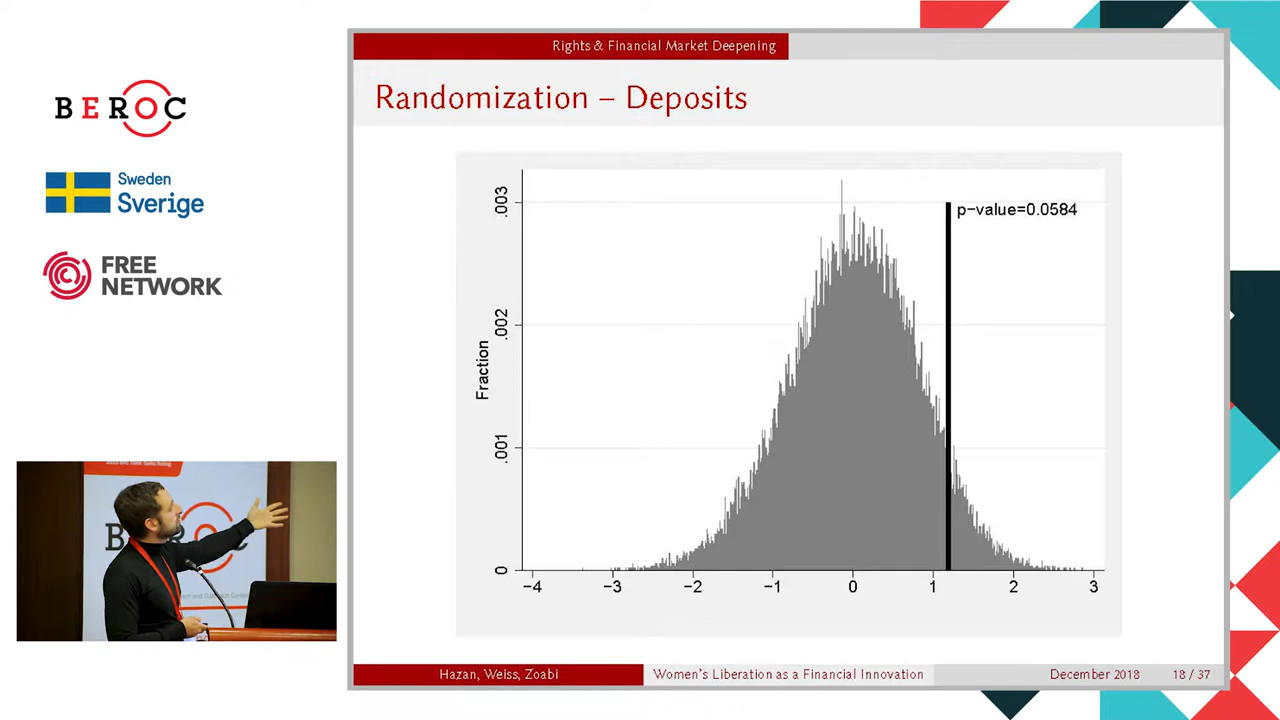 BEROC
Sweden
Sverige
FREE
NETWORK
Rights & Financial Market Deepening
Randomization – Deposits
p-value=0.0584
Fraction
.003
.002
.001
0
−4 −3 −2 −1 0 1 2 3
Hazan, Weiss, Zoabi Women's Liberation as a Financial Innovation December 2018 18 / 37